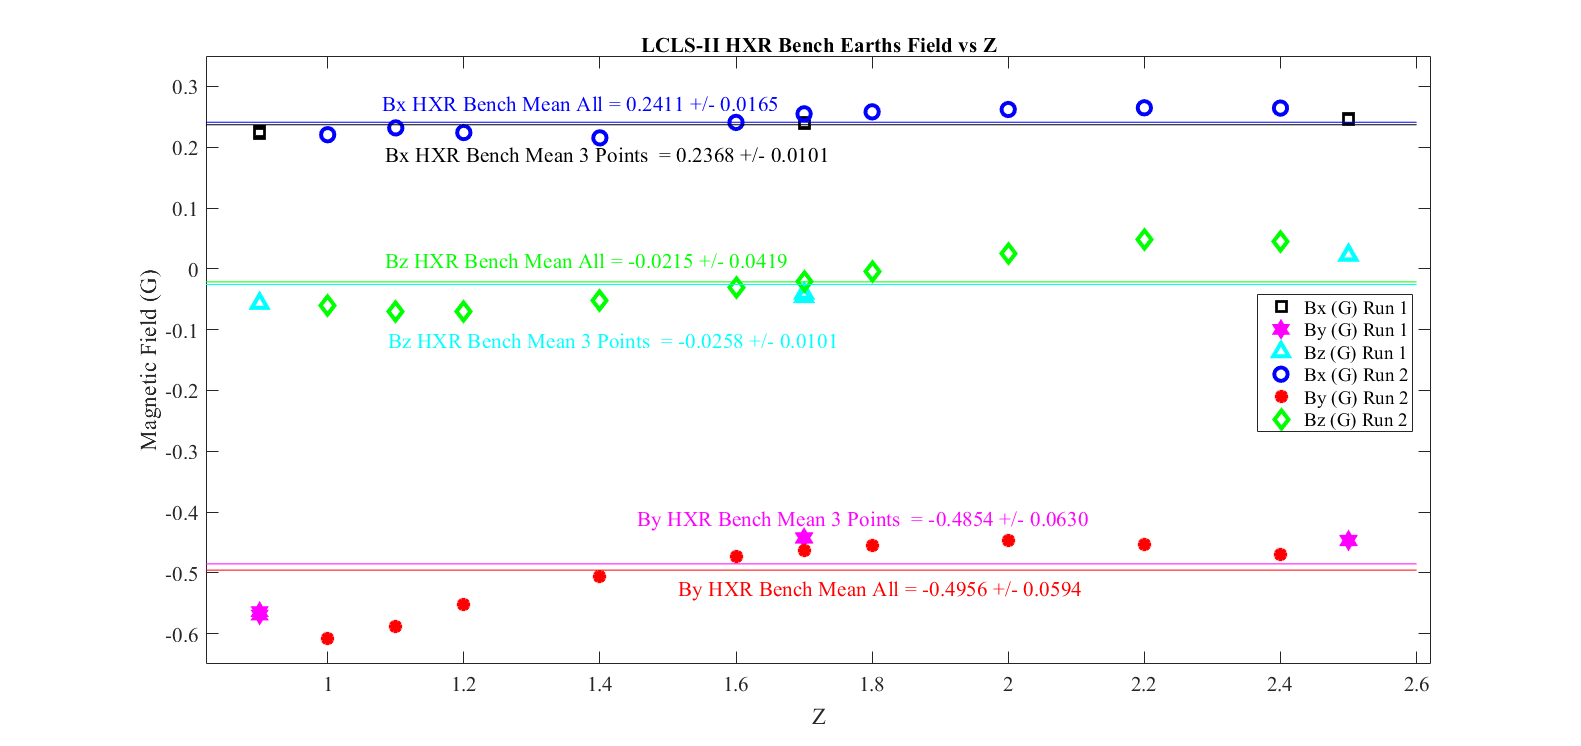 LCLS-II HXR Bench Earths Field vs Z
Bx HXR Bench Mean All = 0.2411 +/- 0.0165
Bx HXR Bench Mean 3 Points  = 0.2368 +/- 0.0101
Bz HXR Bench Mean All = -0.0215 +/- 0.0419
Bz HXR Bench Mean 3 Points  = -0.0258 +/- 0.0101
By HXR Bench Mean 3 Points  = -0.4854 +/- 0.0630
By HXR Bench Mean All = -0.4956 +/- 0.0594
Bx (G) Run 1
By (G) Run 1
Bz (G) Run 1
Bx (G) Run 2
By (G) Run 2
Bz (G) Run 2
Magnetic Field (G)
0.3
0.2
0.1
0
-0.1
-0.2
-0.3
-0.4
-0.5
-0.6
1 1.2 1.4 1.6 1.8 2 2.2 2.4 2.6
Z